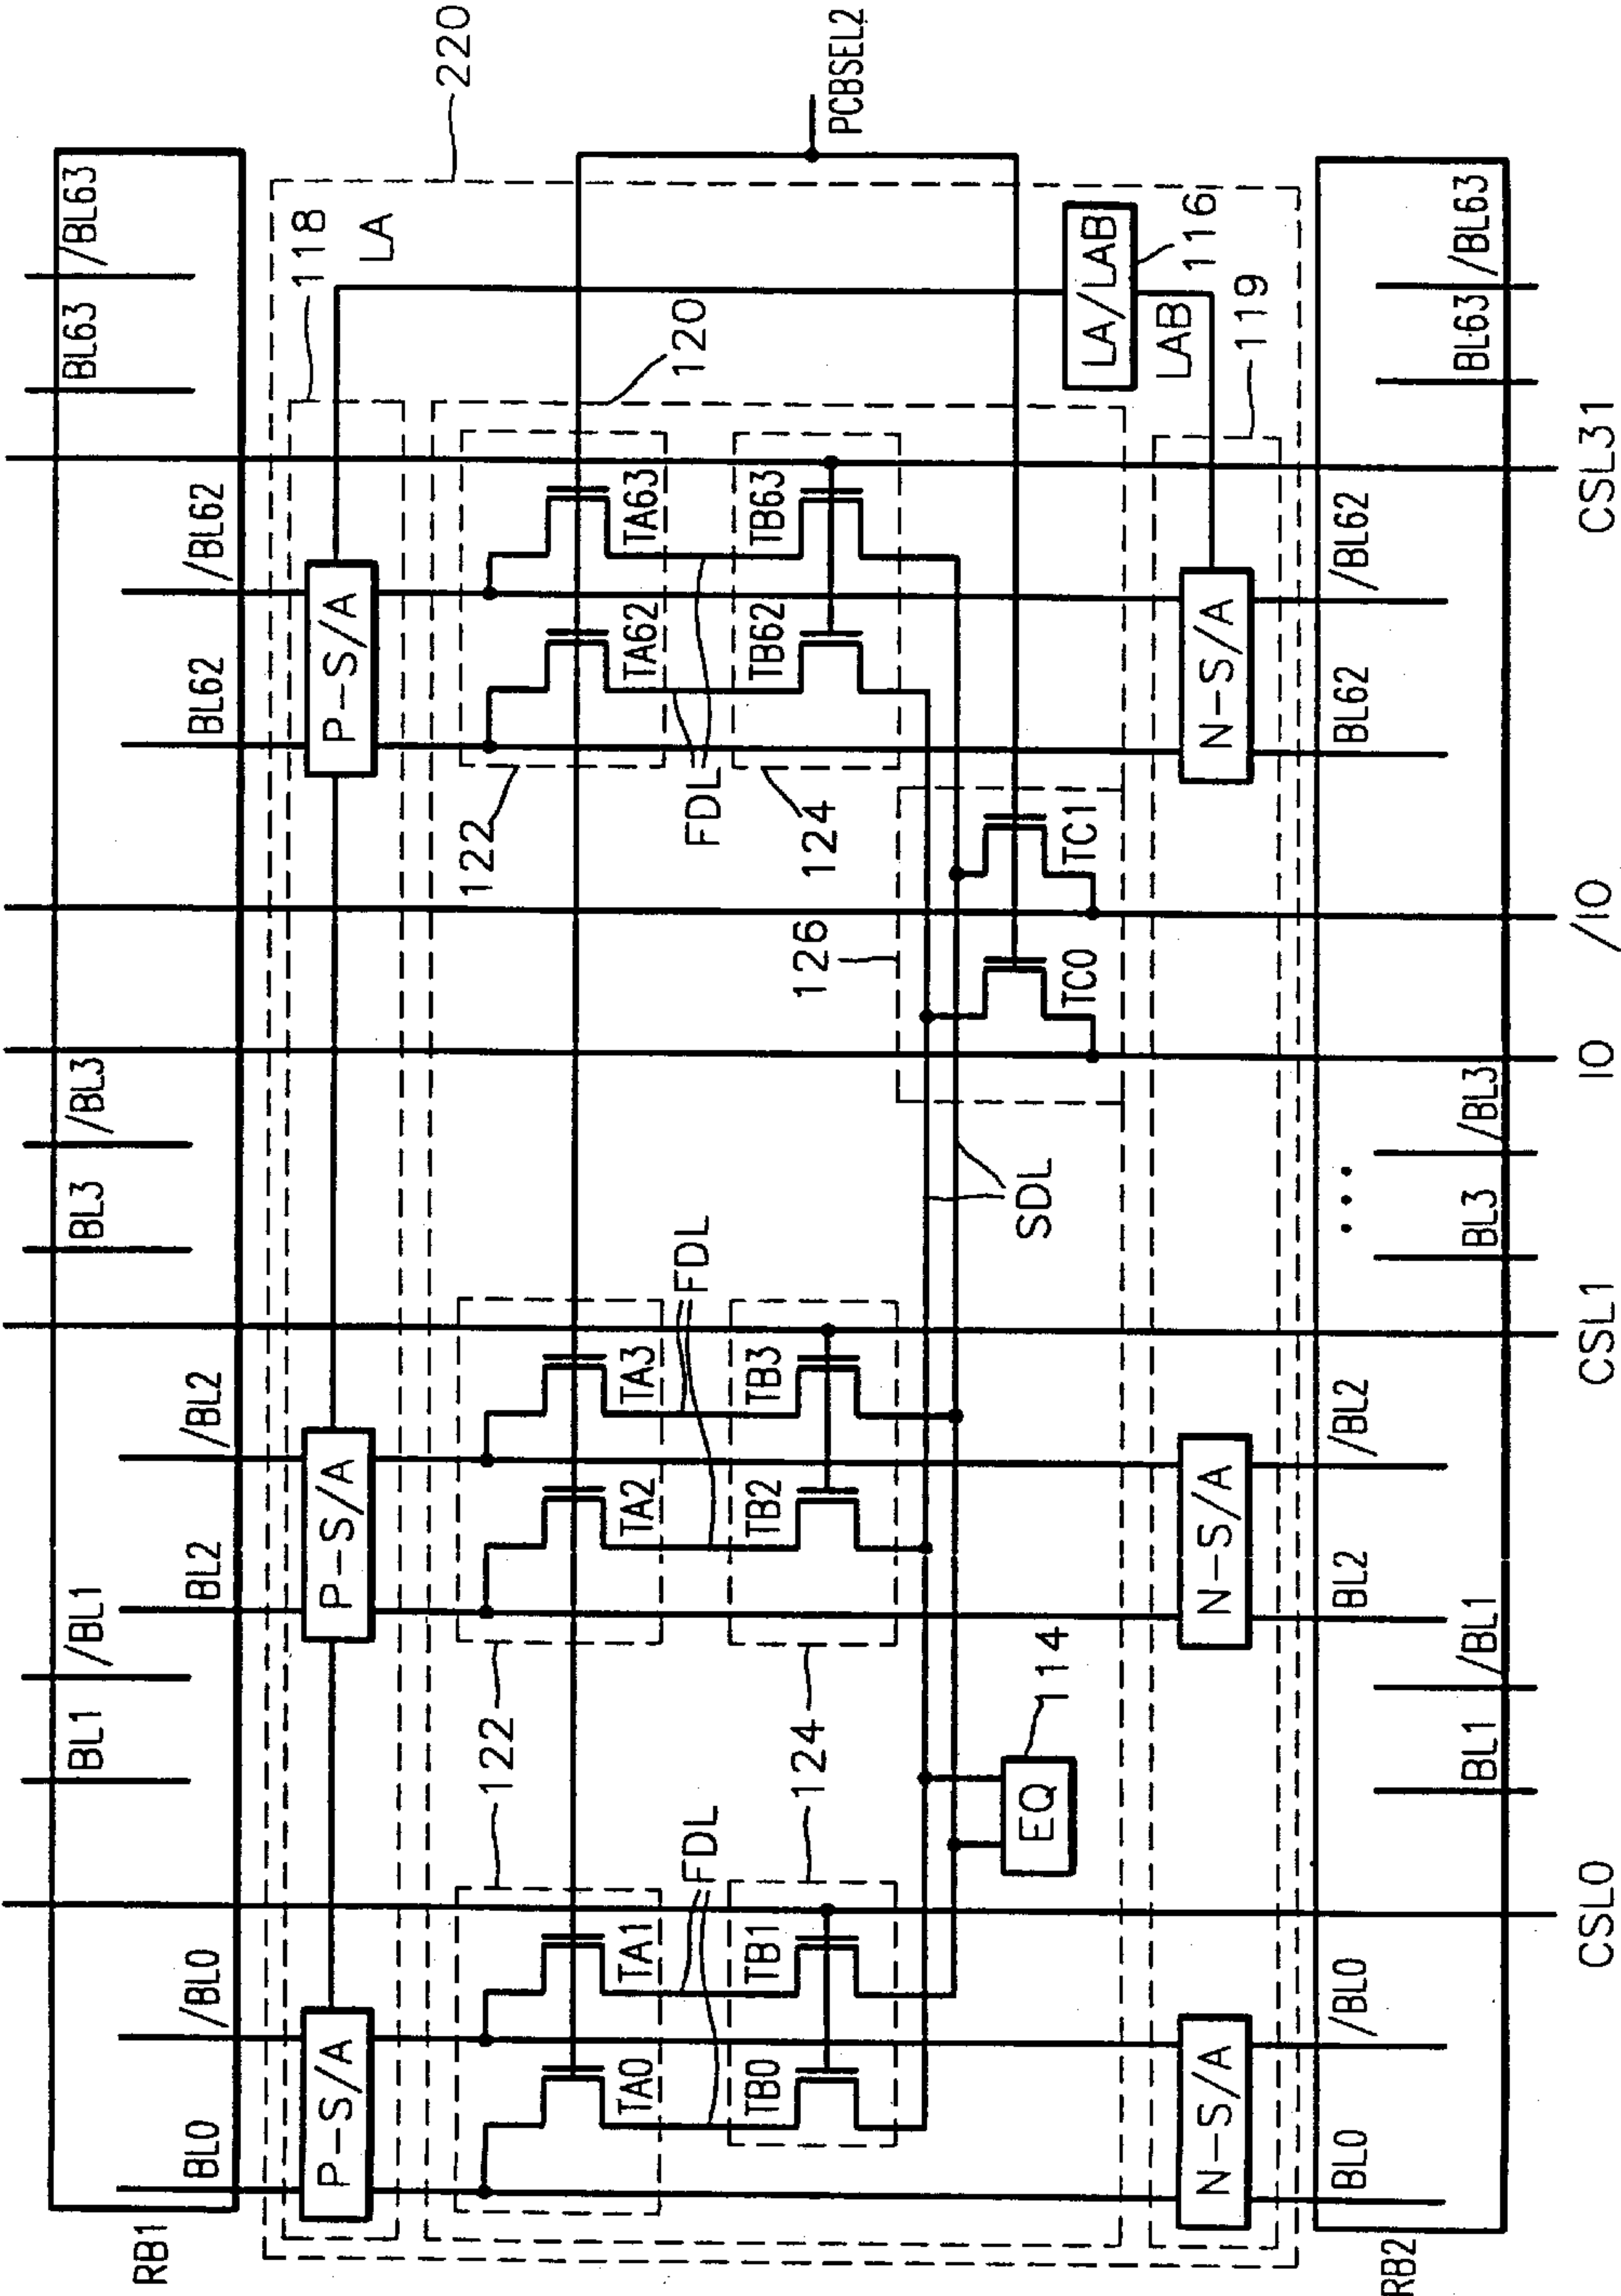 RB1
BL0
/BL0
BL1
/BL1
BL2
/BL2
BL3
/BL3
BL62
/BL62
BL63
/BL63
220
118
LA
P-S/A
P-S/A
P-S/A
122
122
122
120
TA0
TA1
TA2
TA3
TA62
TA63
FDL
FDL
FDL
PCBSEL2
TB0
TB1
TB2
TB3
TB62
TB63
124
124
124
126
EQ
114
SDL
TC0
TC1
LA/LAB
116
LAB
119
N-S/A
N-S/A
N-S/A
RB2
BL0
/BL0
BL1
/BL1
BL2
/BL2
BL3
/BL3
...
BL62
/BL62
BL63
/BL63
CSL0
CSL1
IO
/IO
CSL31